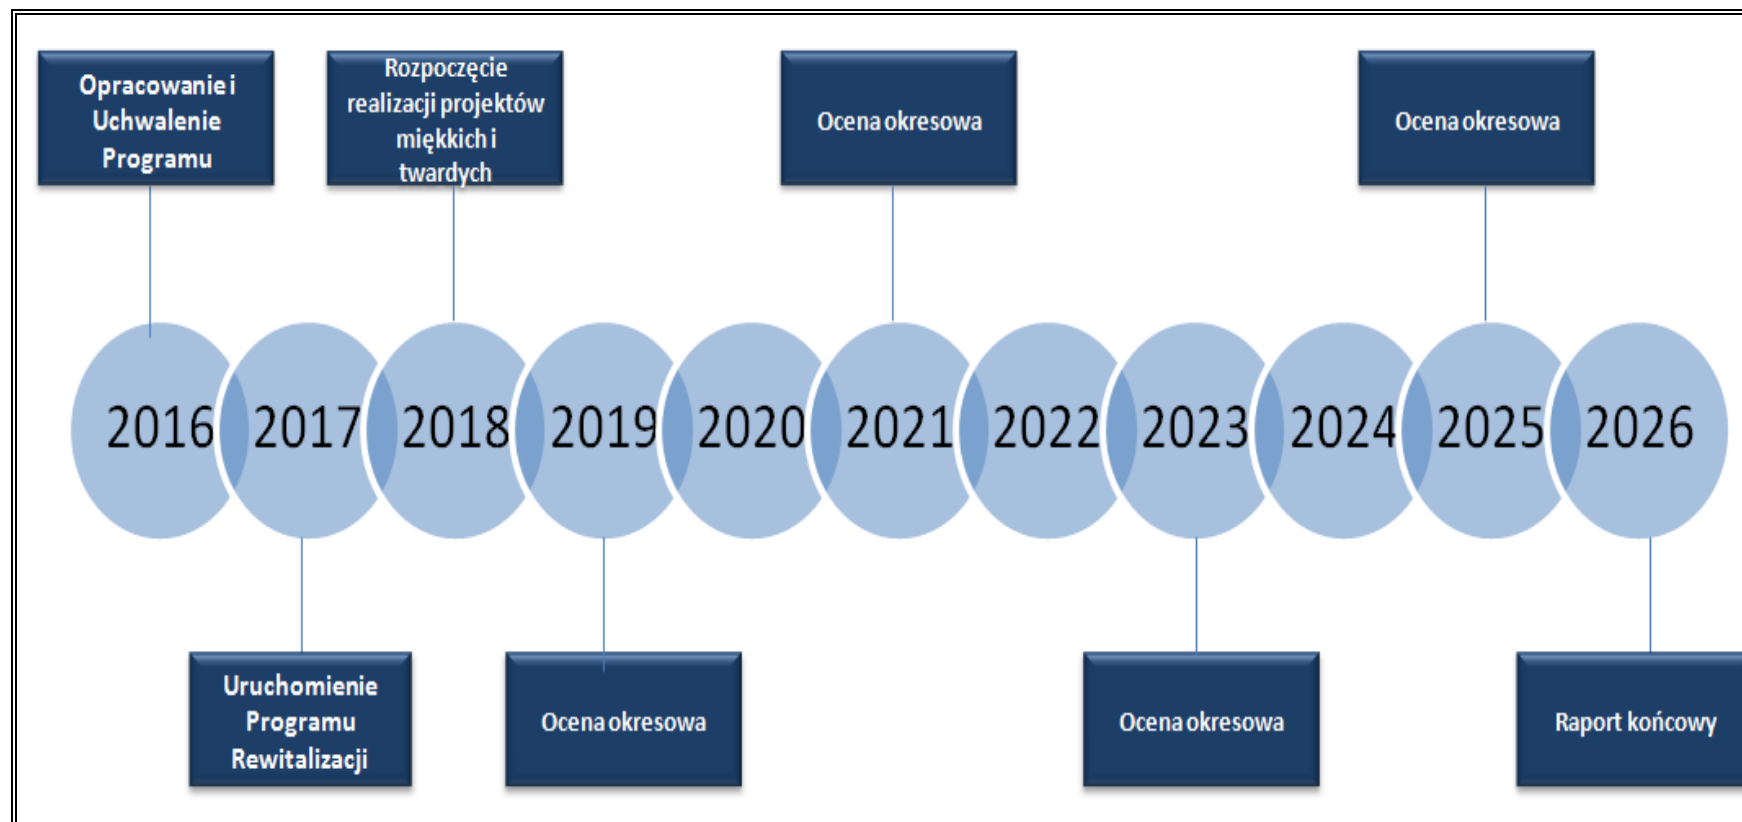 Opracowanie i
Uchwalenie
Programu
Rozpoczęcie
realizacji projektów
miękkich i
twardych
Ocena okresowa
Ocena okresowa
2016 2017 2018 2019 2020 2021 2022 2023 2024 2025 2026
Uruchomienie
Programu
Rewitalizacji
Ocena okresowa
Ocena okresowa
Raport końcowy